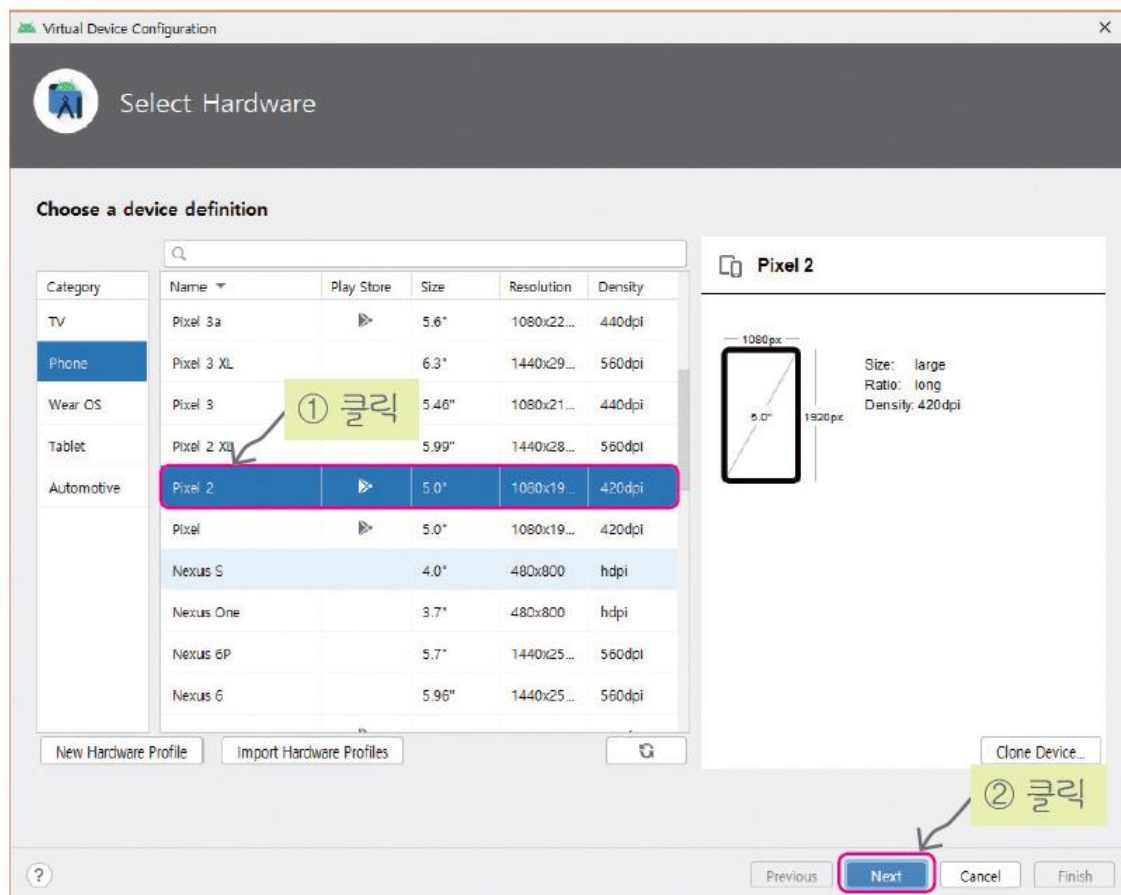 Virtual Device Configuration
Select Hardware
Choose a device definition
Category
TV
Phone
Wear OS
Tablet
Automotive
Name Play Store Size Resolution Density
Pixel 3a 5.6" 1080x22... 440dpi
Pixel 3 XL 6.3" 1440x29... 560dpi
Pixel 3 5.46" 1080x21... 440dpi
Pixel 2 XL 5.99" 1440x28... 560dpi
Pixel 2 5.0" 1080x19... 420dpi
Pixel 5.0" 1080x19... 420dpi
Nexus S 4.0" 480x800 hdpi
Nexus One 3.7" 480x800 hdpi
Nexus 6P 5.7" 1440x25... 560dpi
Nexus 6 5.96" 1440x25... 560dpi
① 클릭
New Hardware Profile Import Hardware Profiles
Pixel 2
1080px
5.0"
1920px
Size: large
Ratio: long
Density: 420dpi
Clone Device...
② 클릭
? Previous Next Cancel Finish